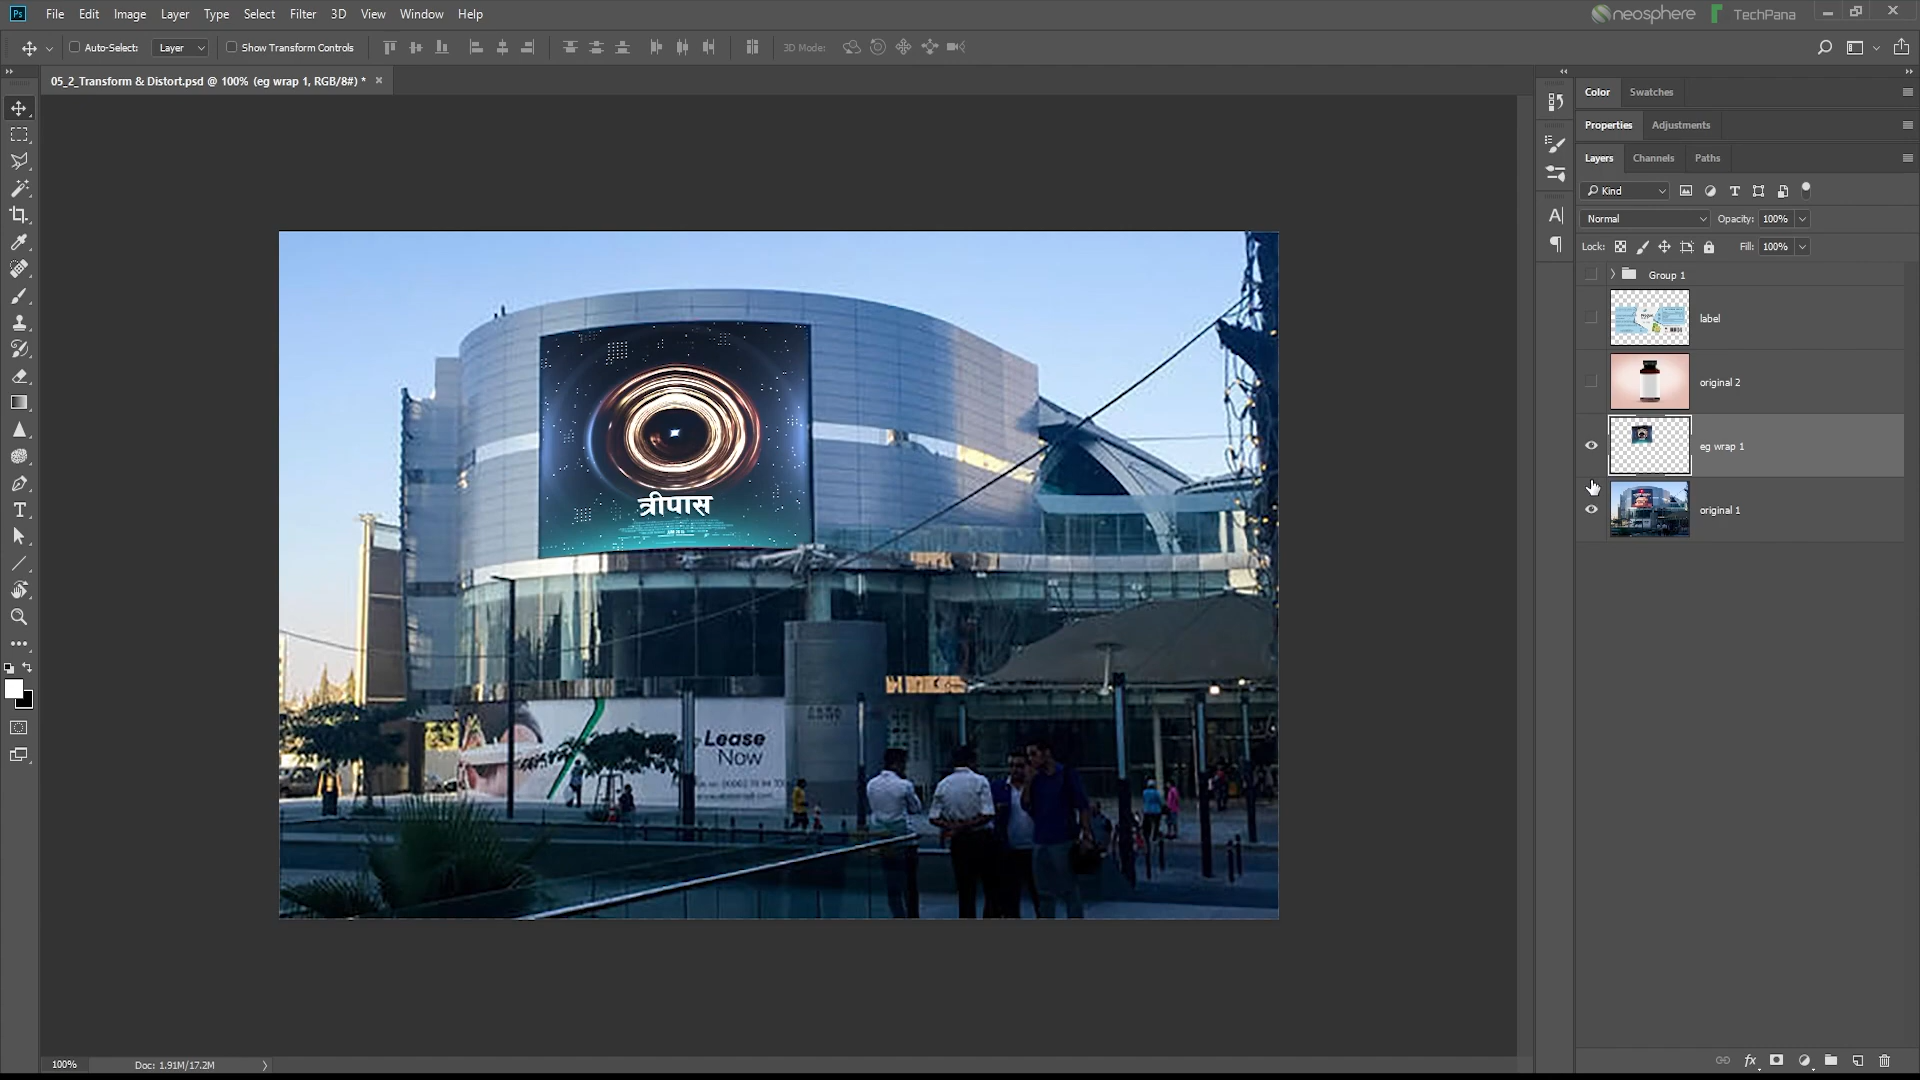 Ps File Edit Image Layer Type Select Filter 3D View Window Help
neosphere TechPana
Auto-Select: Layer Show Transform Controls 3D Mode:
05_2_Transform & Distort.psd @ 100% (eg wrap 1, RGB/8#) * ×
Color Swatches
Properties Adjustments
Layers Channels Paths
Kind
Normal Opacity: 100%
Lock: Fill: 100%
Group 1
label
original 2
eg wrap 1
original 1
त्रीपास
Lease
Now
100% Doc: 1.91M/17.2M